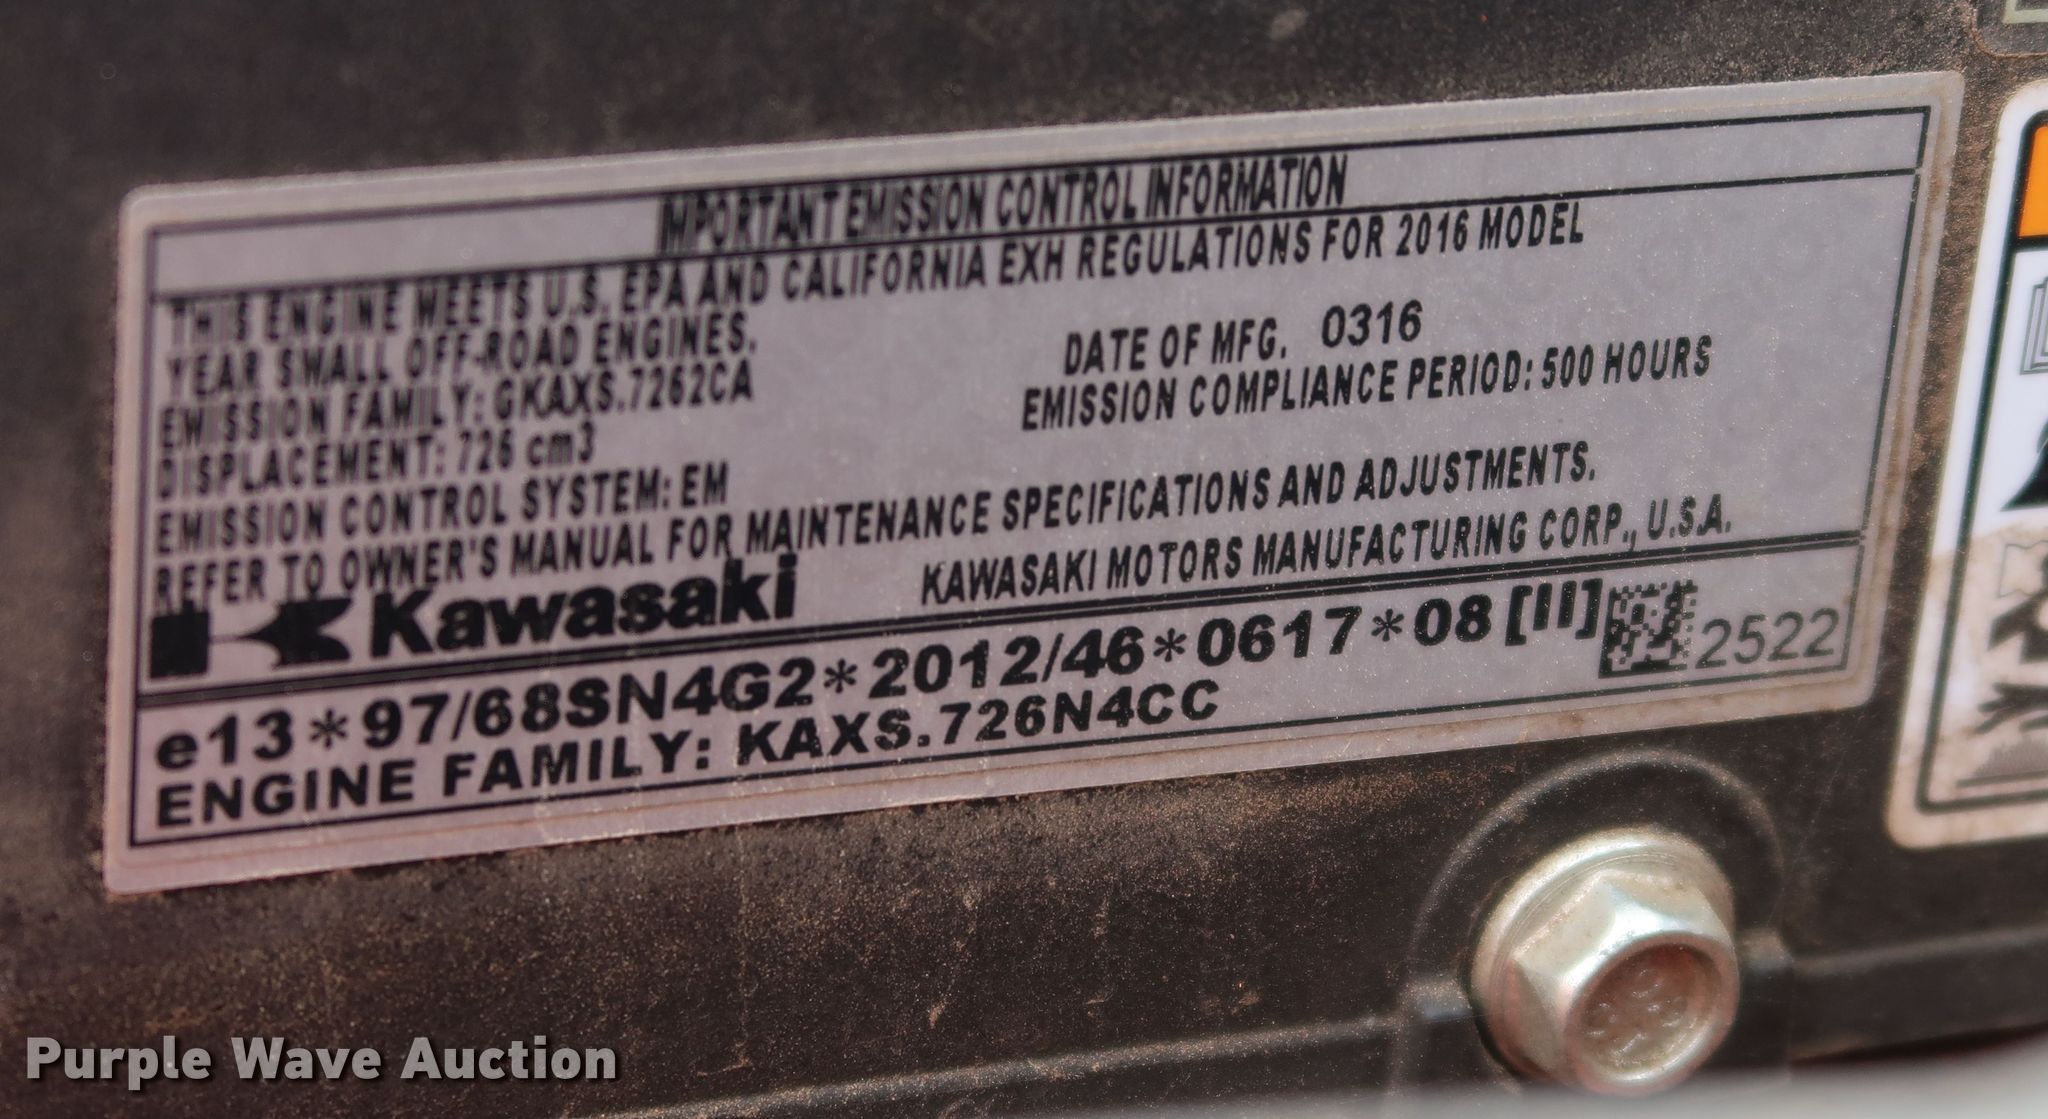 IMPORTANT EMISSION CONTROL INFORMATION
THIS ENGINE MEETS U.S. EPA AND CALIFORNIA EXH REGULATIONS FOR 2016 MODEL
YEAR SMALL OFF-ROAD ENGINES.
DATE OF MFG. 0316
EMISSION FAMILY: GKAXS.7262CA
EMISSION COMPLIANCE PERIOD: 500 HOURS
DISPLACEMENT: 726 cm3
EMISSION CONTROL SYSTEM: EM
REFER TO OWNER'S MANUAL FOR MAINTENANCE SPECIFICATIONS AND ADJUSTMENTS.
Kawasaki
KAWASAKI MOTORS MANUFACTURING CORP., U.S.A.
e13*97/68SN4G2*2012/46*0617*08 [II]
2522
ENGINE FAMILY: KAXS.726N4CC
Purple Wave Auction